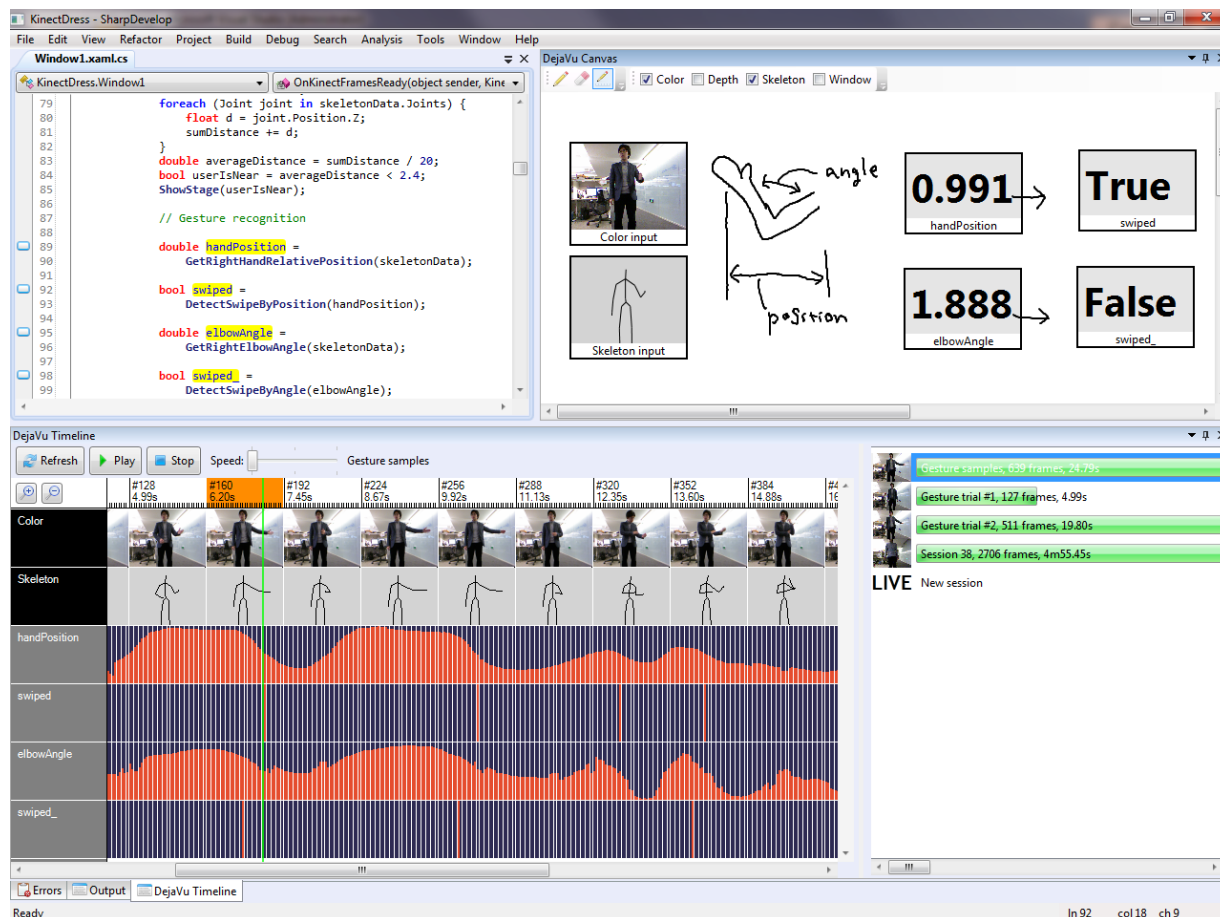 KinectDress - SharpDevelop
File Edit View Refactor Project Build Debug Search Analysis Tools Window Help
Window1.xaml.cs
KinectDress.Window1 OnKinectFramesReady(object sender, Kine
79 foreach (Joint joint in skeletonData.Joints) {
80 float d = joint.Position.Z;
81 sumDistance += d;
82 }
83 double averageDistance = sumDistance / 20;
84 bool userIsNear = averageDistance < 2.4;
85 ShowStage(userIsNear);
86
87 // Gesture recognition
88
89 double handPosition =
90 GetRightHandRelativePosition(skeletonData);
91
92 bool swiped =
93 DetectSwipeByPosition(handPosition);
94
95 double elbowAngle =
96 GetRightElbowAngle(skeletonData);
97
98 bool swiped_ =
99 DetectSwipeByAngle(elbowAngle);
DejaVu Canvas
Color Depth Skeleton Window
Color input
Skeleton input
angle
position
0.991
handPosition
True
swiped
1.888
elbowAngle
False
swiped_
DejaVu Timeline
Refresh Play Stop Speed: Gesture samples
#128 #160 #192 #224 #256 #288 #320 #352 #384 #4
4.99s 6.20s 7.45s 8.67s 9.92s 11.13s 12.35s 13.60s 14.88s 16
Color
Skeleton
handPosition
swiped
elbowAngle
swiped_
Gesture samples, 639 frames, 24.79s
Gesture trial #1, 127 frames, 4.99s
Gesture trial #2, 511 frames, 19.80s
Session 38, 2706 frames, 4m55.45s
LIVE New session
Errors Output DejaVu Timeline
Ready ln 92 col 18 ch 9